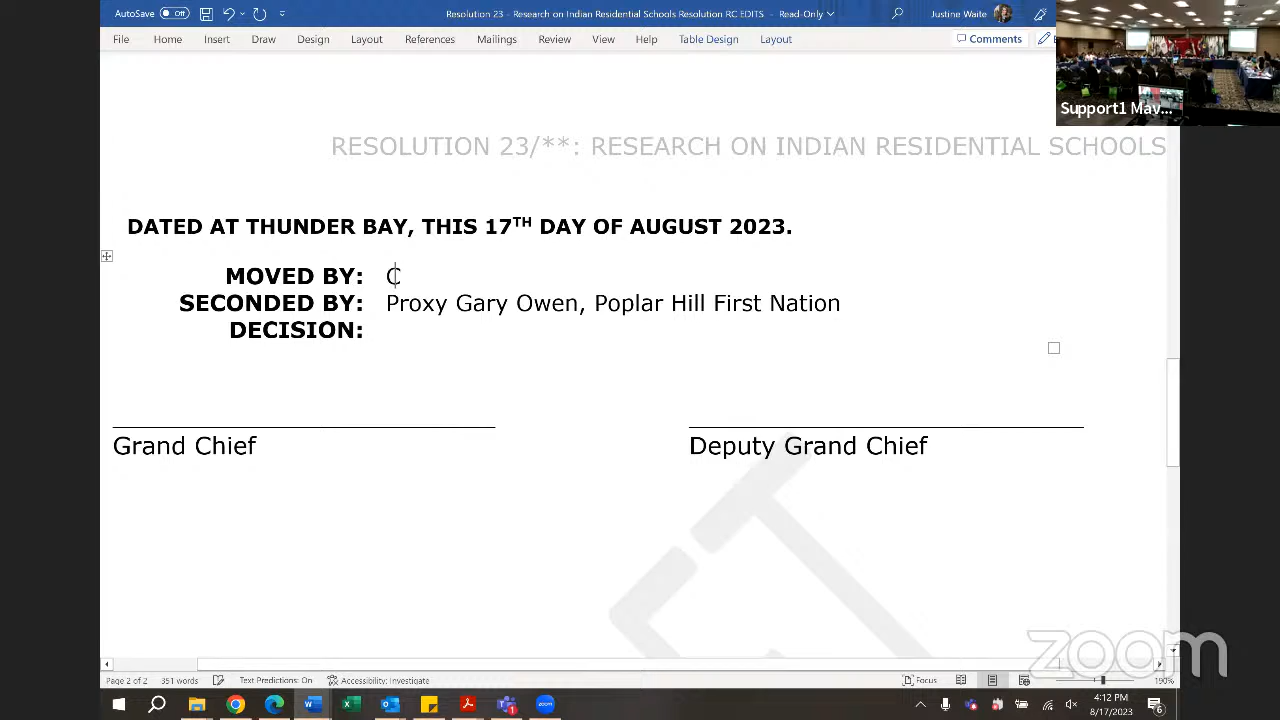 AutoSave Off Resolution 23 - Research on Indian Residential Schools Resolution RC EDITS - Read-Only Justine Waite
File Home Insert Draw Design Layout References Mailings Review View Help Table Design Layout Comments
Support1 Mav...
RESOLUTION 23/**: RESEARCH ON INDIAN RESIDENTIAL SCHOOLS
DATED AT THUNDER BAY, THIS 17TH DAY OF AUGUST 2023.
MOVED BY: C
SECONDED BY: Proxy Gary Owen, Poplar Hill First Nation
DECISION:
Grand Chief Deputy Grand Chief
zoom
Page 2 of 2 351 words Text Predictions: On Accessibility: Investigate Focus 190%
zoom 4:12 PM
8/17/2023 6